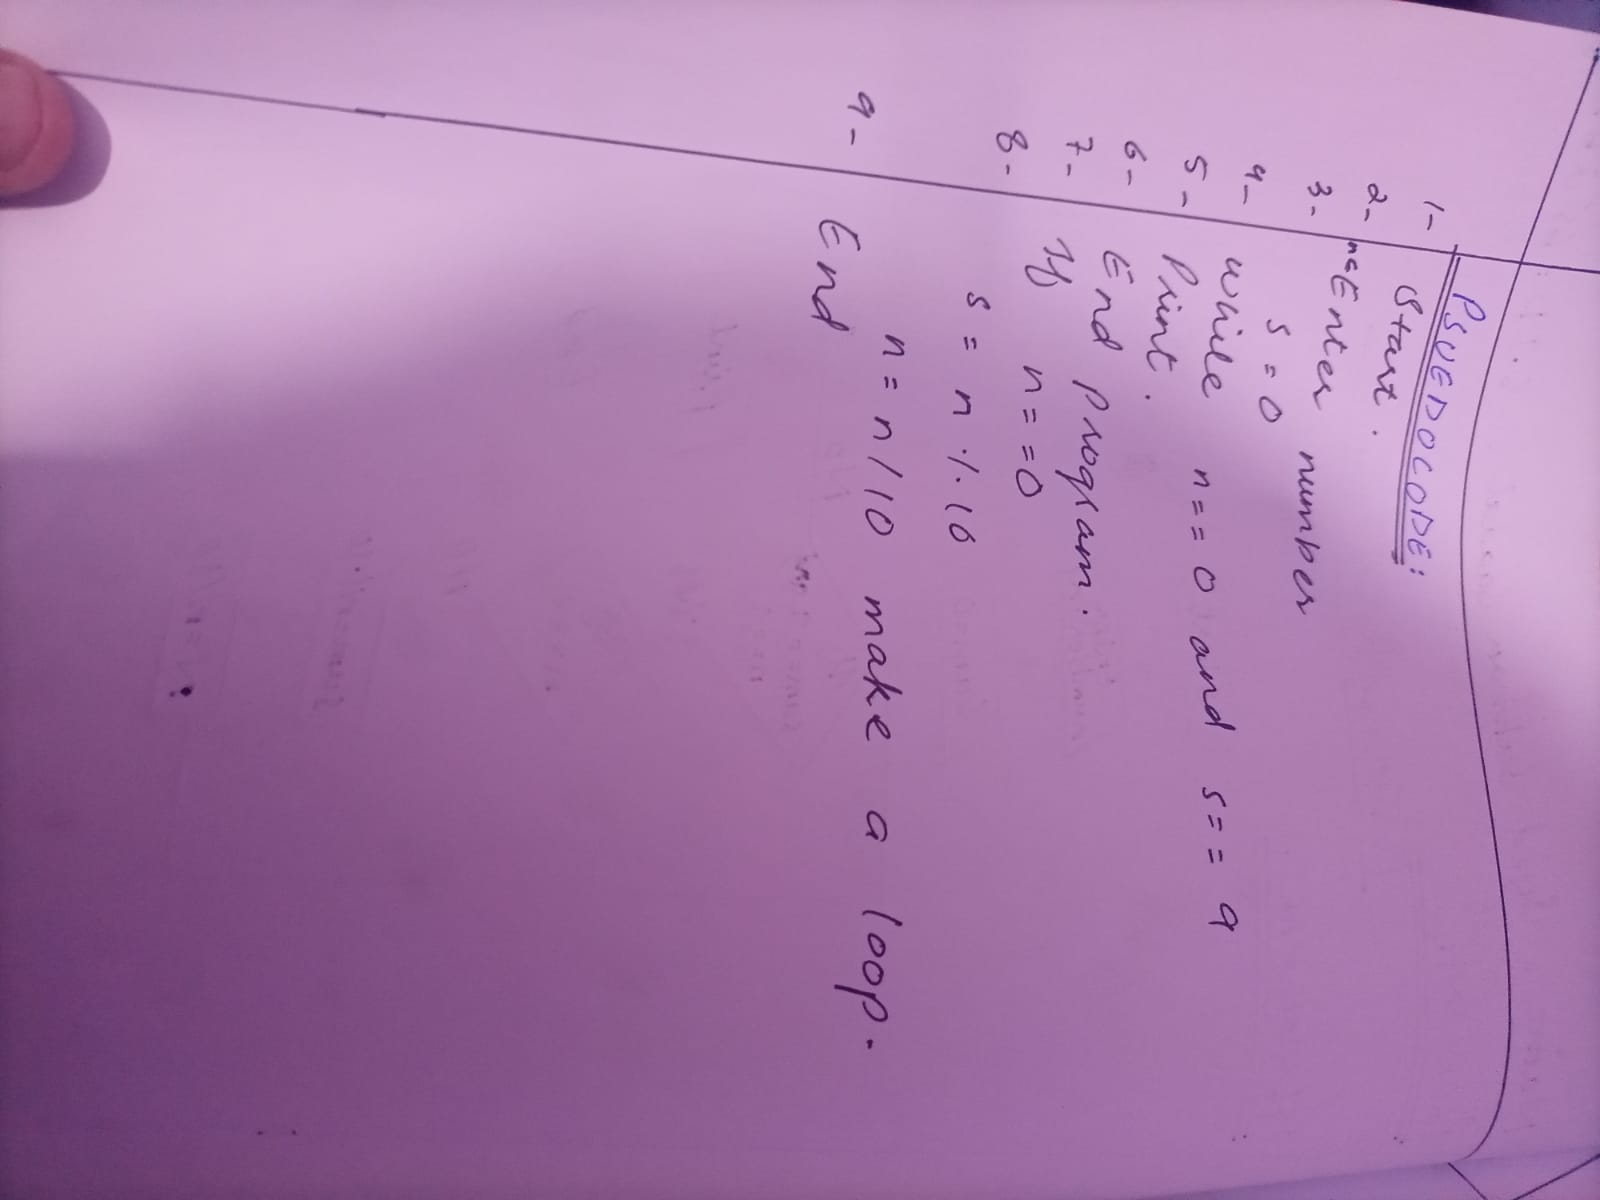 PSUEDOCODE:
1- Start.
2- n= Enter number
3- s = 0
4- while n == 0 and s == 9
5- Print.
6- End program.
7- If n == 0
8- s = n % 10
n = n / 10 make a loop.
9- End